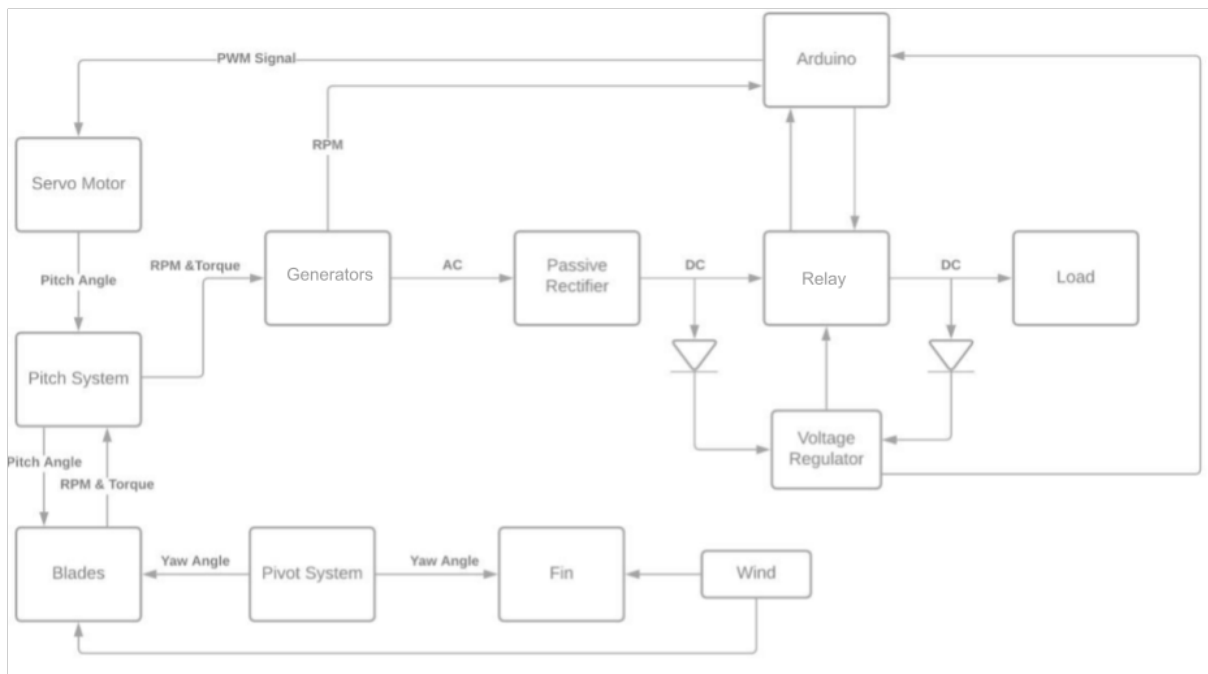 PWM Signal
Arduino
RPM
Servo Motor
Pitch Angle
RPM &Torque
Generators
AC
Passive
Rectifier
DC
Relay
DC
Load
Pitch System
Pitch Angle
RPM & Torque
Voltage
Regulator
Blades
Yaw Angle
Pivot System
Yaw Angle
Fin
Wind